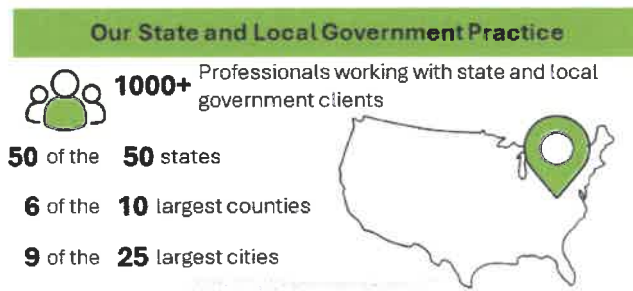 Our State and Local Government Practice
1000+ Professionals working with state and local
government clients
50 of the 50 states
6 of the 10 largest counties
9 of the 25 largest cities